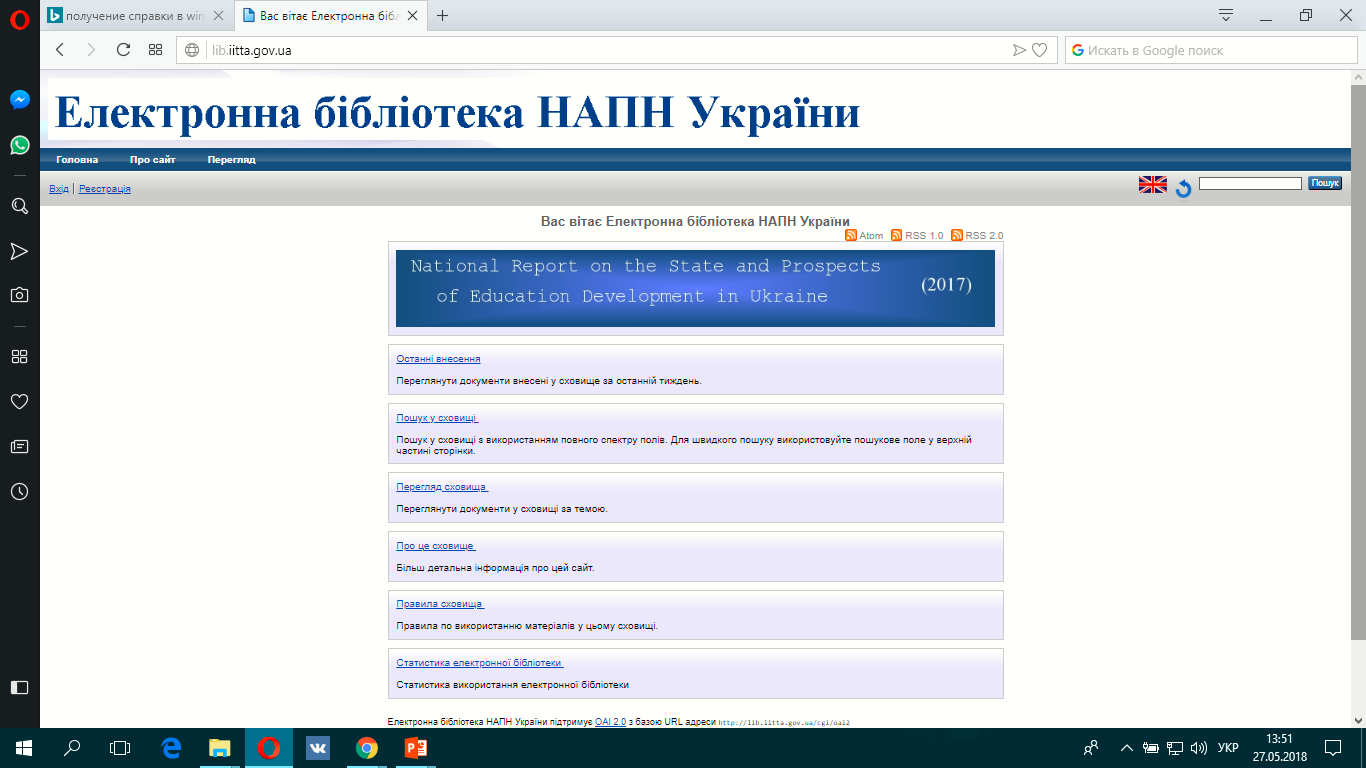 получение справки в win
Вас вітає Електронна бібл
lib.iitta.gov.ua
Искать в Google поиск
Електронна бібліотека НАПН України
Головна Про сайт Перегляд
Вхід | Реєстрація
Пошук
Вас вітає Електронна бібліотека НАПН України
Atom RSS 1.0 RSS 2.0
National Report on the State and Prospects
of Education Development in Ukraine
(2017)
Останні внесення
Переглянути документи внесені у сховище за останній тиждень.
Пошук у сховищі
Пошук у сховищі з використанням повного спектру полів. Для швидкого пошуку використовуйте пошукове поле у верхній
частині сторінки.
Перегляд сховища
Переглянути документи у сховищі за темою.
Про це сховище
Більш детальна інформація про цей сайт.
Правила сховища
Правила по використанню матеріалів у цьому сховищі.
Статистика електронної бібліотеки
Статистика використання електронної бібліотеки
Електронна бібліотека НАПН України підтримує OAI 2.0 з базою URL адреси http://lib.iitta.gov.ua/cgi/oai2
УКР
13:51
27.05.2018